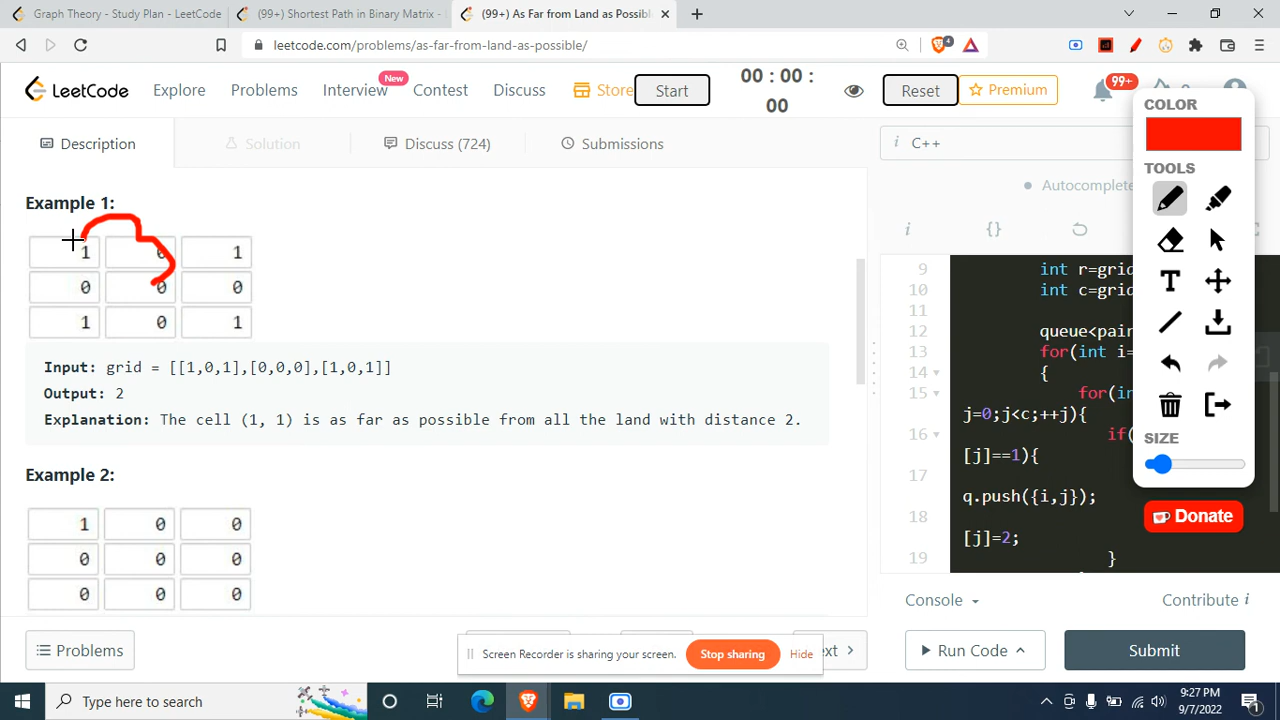 Graph Theory - Study Plan - LeetCode
(99+) Shortest Path in Binary Matrix -
(99+) As Far from Land as Possibl
leetcode.com/problems/as-far-from-land-as-possible/
4
LeetCode
Explore
Problems
Interview
New
Contest
Discuss
Store
Start
00 : 00 :
00
Reset
Premium
99+
Description
Solution
Discuss (724)
Submissions
i C++
Autocomplete
i {}
Example 1:
1 0 1
0 0 0
1 0 1
Input: grid = [[1,0,1],[0,0,0],[1,0,1]]
Output: 2
Explanation: The cell (1, 1) is as far as possible from all the land with distance 2.
Example 2:
1 0 0
0 0 0
0 0 0
9 int r=grid
10 int c=grid
11
12 queue<pair
13 for(int i=
14 {
15 for(in
j=0;j<c;++j){
16 if(
[j]==1){
17
q.push({i,j});
18
[j]=2;
19 }
COLOR
TOOLS
T
SIZE
Donate
Console
Contribute i
Problems
ext
Screen Recorder is sharing your screen.
Stop sharing
Hide
Run Code
Submit
Type here to search
9:27 PM
9/7/2022
1